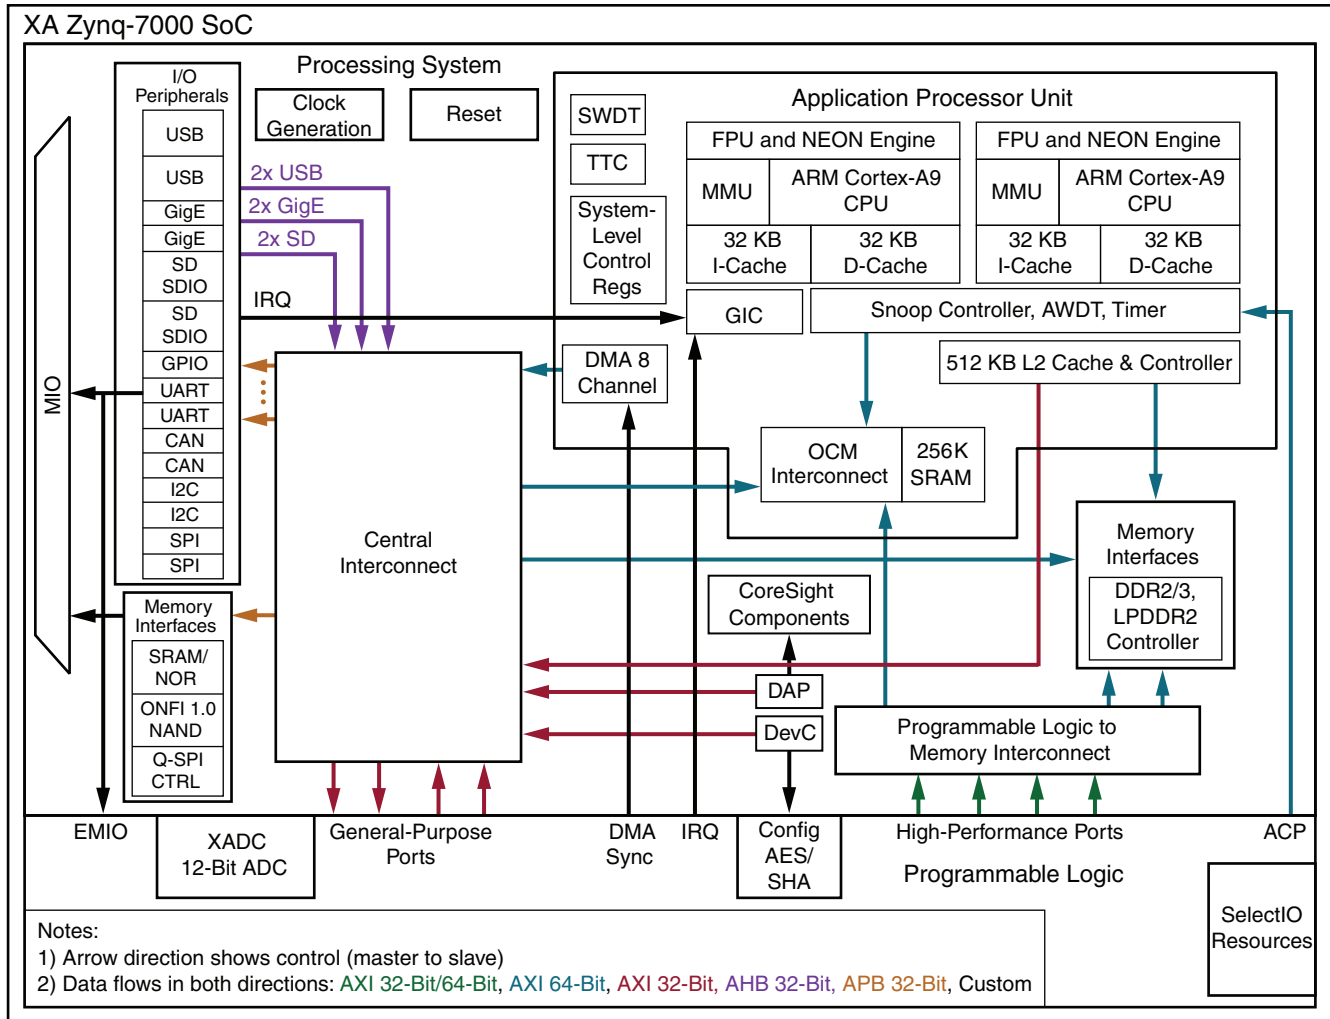 XA Zynq-7000 SoC
Processing System
I/O
Peripherals
USB
USB
GigE
GigE
SD
SDIO
SD
SDIO
GPIO
UART
UART
CAN
CAN
I2C
I2C
SPI
SPI
MIO
Clock
Generation
Reset
2x USB
2x GigE
2x SD
IRQ
Application Processor Unit
SWDT
TTC
System-
Level
Control
Regs
FPU and NEON Engine
MMU
ARM Cortex-A9
CPU
32 KB
I-Cache
32 KB
D-Cache
FPU and NEON Engine
MMU
ARM Cortex-A9
CPU
32 KB
I-Cache
32 KB
D-Cache
GIC
Snoop Controller, AWDT, Timer
DMA 8
Channel
512 KB L2 Cache & Controller
OCM
Interconnect
256K
SRAM
Central
Interconnect
Memory
Interfaces
DDR2/3,
LPDDR2
Controller
CoreSight
Components
DAP
DevC
Programmable Logic to
Memory Interconnect
Memory
Interfaces
SRAM/
NOR
ONFI 1.0
NAND
Q-SPI
CTRL
EMIO
XADC
12-Bit ADC
General-Purpose
Ports
DMA
Sync
IRQ
Config
AES/
SHA
High-Performance Ports
ACP
Programmable Logic
SelectIO
Resources
Notes:
1) Arrow direction shows control (master to slave)
2) Data flows in both directions: AXI 32-Bit/64-Bit, AXI 64-Bit, AXI 32-Bit, AHB 32-Bit, APB 32-Bit, Custom